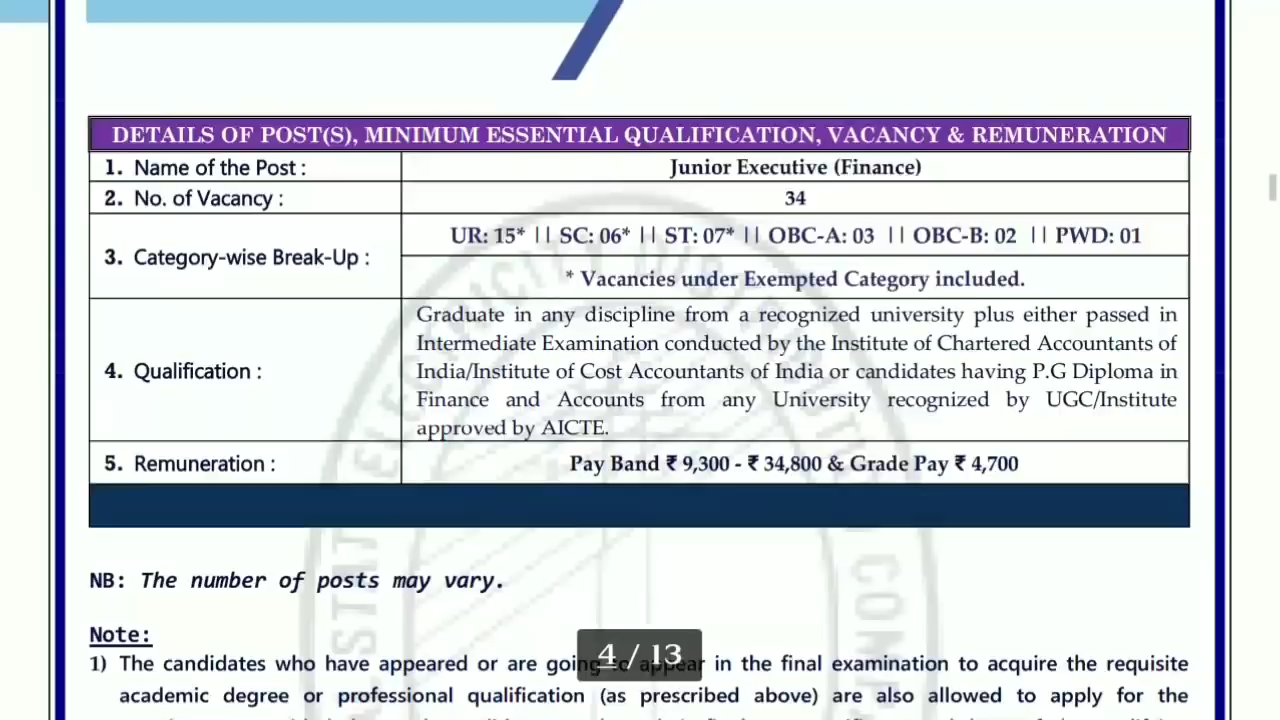 DETAILS OF POST(S), MINIMUM ESSENTIAL QUALIFICATION, VACANCY & REMUNERATION
1. Name of the Post :
Junior Executive (Finance)
2. No. of Vacancy :
34
3. Category-wise Break-Up :
UR: 15* || SC: 06* || ST: 07* || OBC-A: 03 || OBC-B: 02 || PWD: 01
* Vacancies under Exempted Category included.
4. Qualification :
Graduate in any discipline from a recognized university plus either passed in
Intermediate Examination conducted by the Institute of Chartered Accountants of
India/Institute of Cost Accountants of India or candidates having P.G Diploma in
Finance and Accounts from any University recognized by UGC/Institute
approved by AICTE.
5. Remuneration :
Pay Band ₹ 9,300 - ₹ 34,800 & Grade Pay ₹ 4,700
NB: The number of posts may vary.
Note:
1) The candidates who have appeared or are going to appear in the final examination to acquire the requisite
academic degree or professional qualification (as prescribed above) are also allowed to apply for the
4 / 13